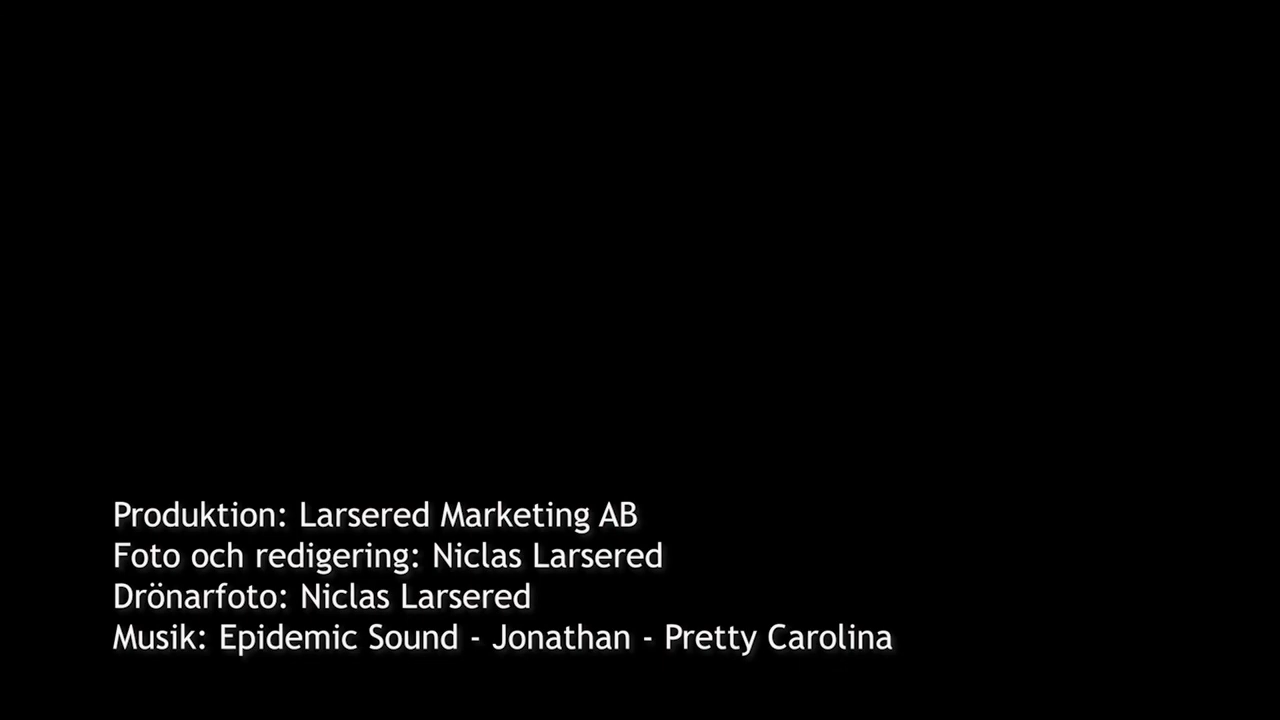 Produktion: Larsered Marketing AB
Foto och redigering: Niclas Larsered
Drönarfoto: Niclas Larsered
Musik: Epidemic Sound - Jonathan - Pretty Carolina